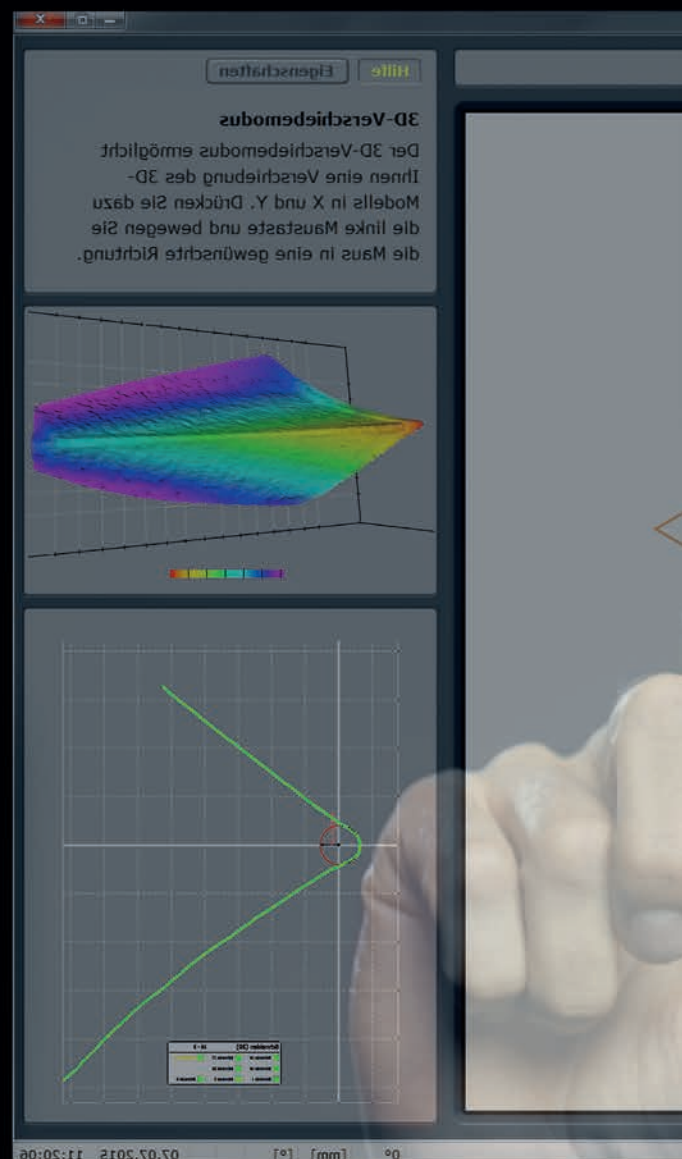 Hilfe Eigenschaften
3D-Verschiebemodus
Der 3D-Verschiebemodus ermöglicht
Ihnen eine Verschiebung des 3D-
Modells in X und Y. Drücken Sie dazu
die linke Maustaste und bewegen Sie
die Maus in eine gewünschte Richtung.
0° [mm] [°] 07.07.2015 11:20:06